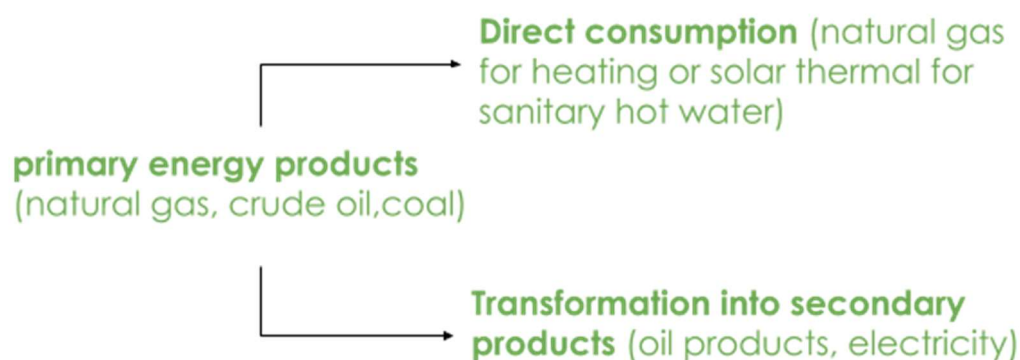 Direct consumption (natural gas
for heating or solar thermal for
sanitary hot water)
primary energy products
(natural gas, crude oil,coal)
Transformation into secondary
products (oil products, electricity)